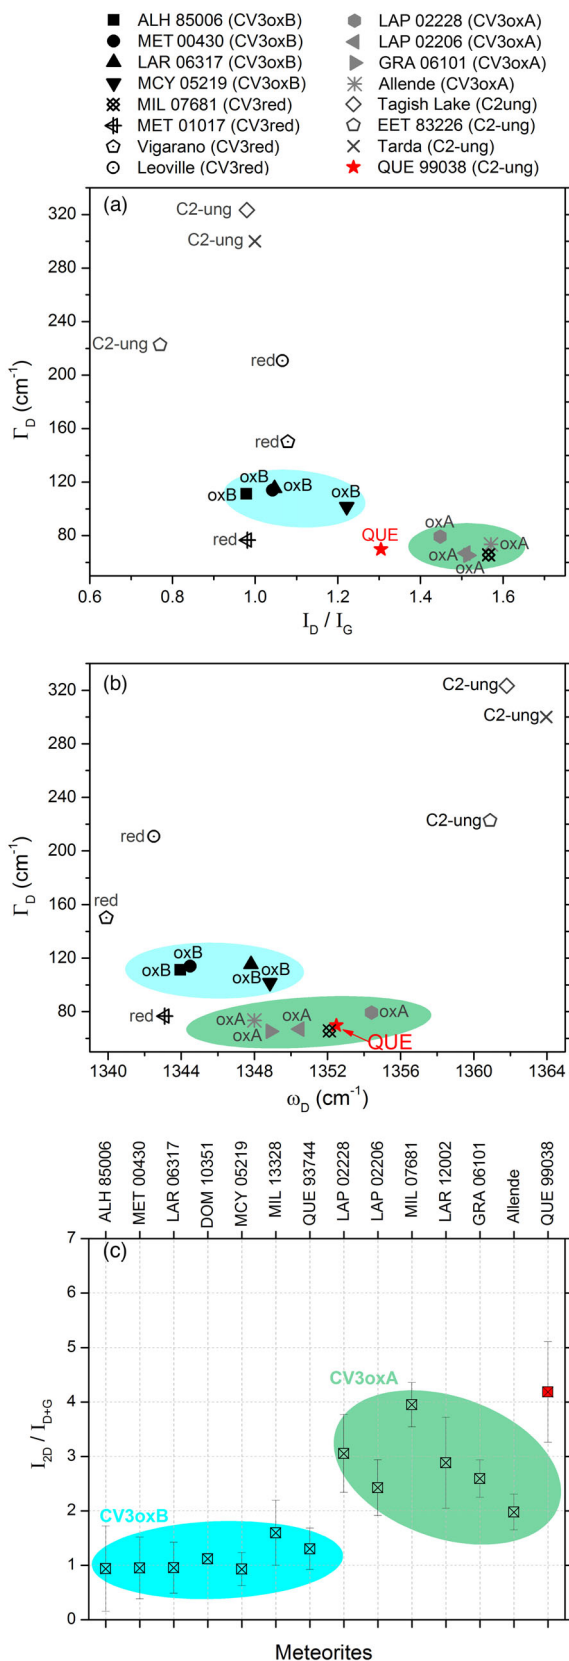 ALH 85006 (CV3oxB)
MET 00430 (CV3oxB)
LAR 06317 (CV3oxB)
MCY 05219 (CV3oxB)
MIL 07681 (CV3red)
MET 01017 (CV3red)
Vigarano (CV3red)
Leoville (CV3red)
LAP 02228 (CV3oxA)
LAP 02206 (CV3oxA)
GRA 06101 (CV3oxA)
Allende (CV3oxA)
Tagish Lake (C2ung)
EET 83226 (C2-ung)
Tarda (C2-ung)
QUE 99038 (C2-ung)
(a)
320
280
240
200
160
120
80
Γ_D (cm⁻¹)
C2-ung
C2-ung
C2-ung
red
red
oxB
oxB
oxB
oxB
red
QUE
oxA
oxA
oxA
oxA
0.6 0.8 1.0 1.2 1.4 1.6
I_D / I_G
(b)
320
280
240
200
160
120
80
Γ_D (cm⁻¹)
C2-ung
C2-ung
C2-ung
red
red
oxB
oxB
oxB
oxB
red
oxA
oxA
oxA
oxA
QUE
1340 1344 1348 1352 1356 1360 1364
ω_D (cm⁻¹)
ALH 85006
MET 00430
LAR 06317
DOM 10351
MCY 05219
MIL 13328
QUE 93744
LAP 02228
LAP 02206
MIL 07681
LAR 12002
GRA 06101
Allende
QUE 99038
(c)
7
6
5
4
3
2
1
0
I_2D / I_D+G
CV3oxA
CV3oxB
Meteorites